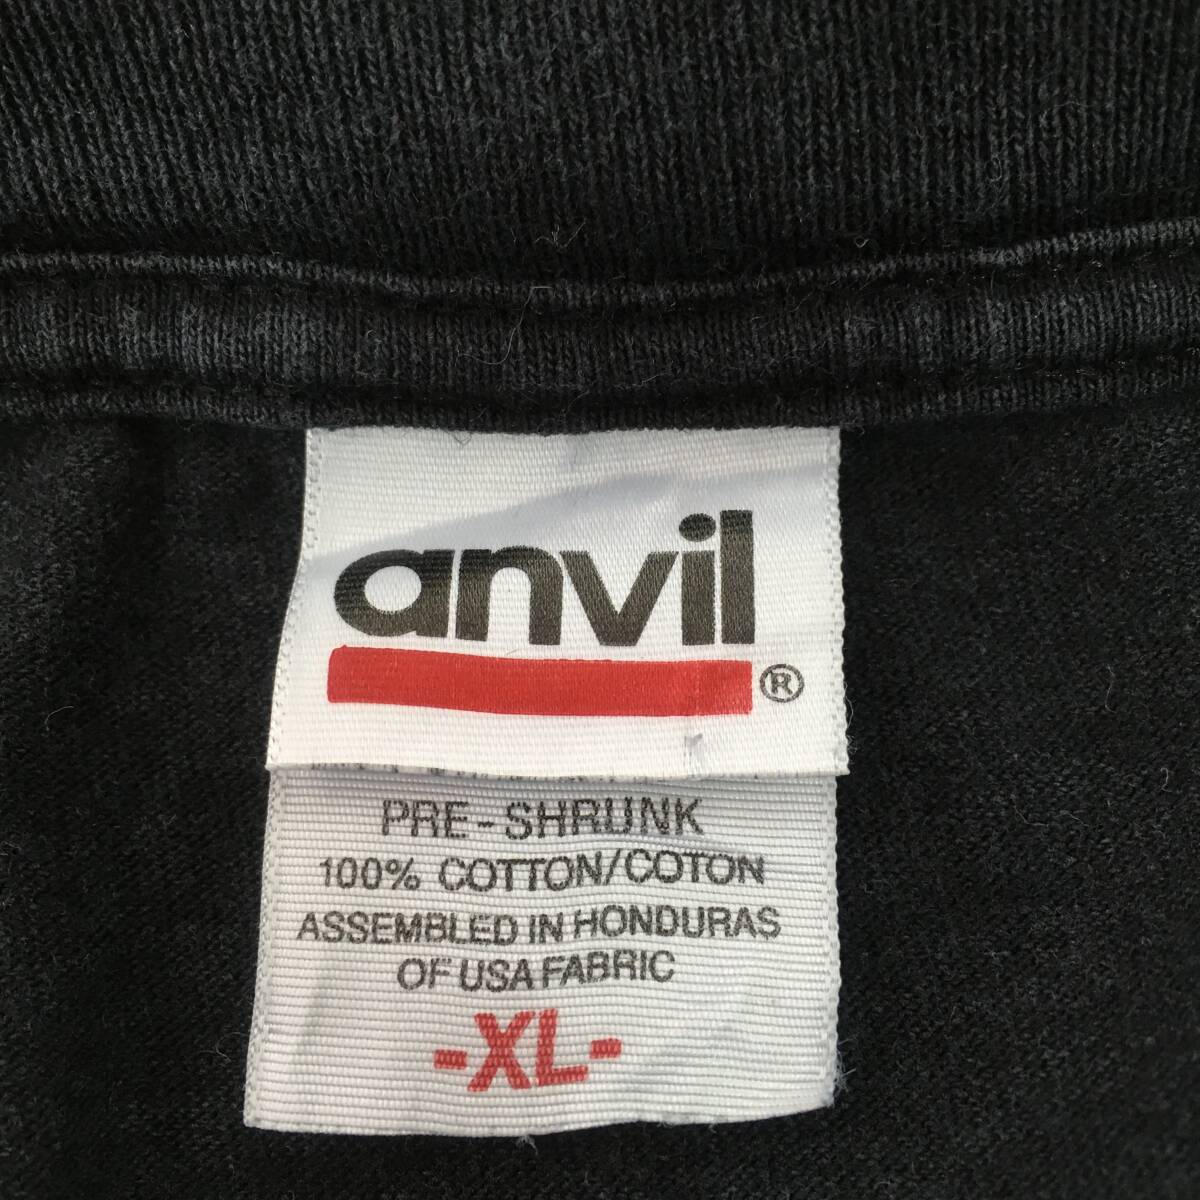 anvil
®
PRE-SHRUNK
100% COTTON/COTON
ASSEMBLED IN HONDURAS
OF USA FABRIC
-XL-